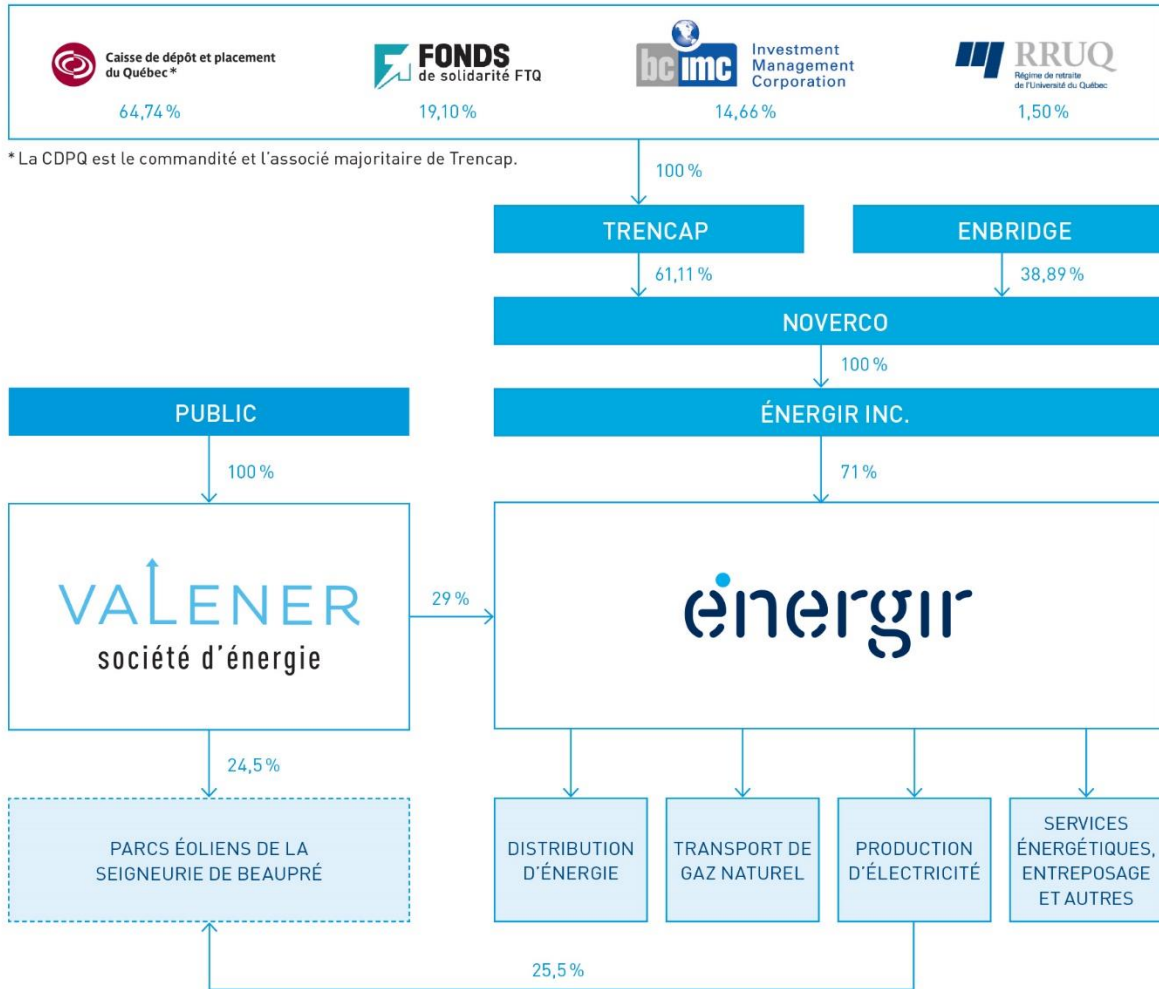 Caisse de dépôt et placement
du Québec *
64,74 %
FONDS
de solidarité FTQ
19,10 %
bc imc
Investment
Management
Corporation
14,66 %
RRUQ
Régime de retraite
de l'Université du Québec
1,50 %
* La CDPQ est le commandité et l'associé majoritaire de Trencap.
100 %
TRENCAP
ENBRIDGE
61,11 %
38,89 %
NOVERCO
100 %
PUBLIC
ÉNERGIR INC.
100 %
71 %
VALENER
société d'énergie
29 %
énergir
24,5 %
PARCS ÉOLIENS DE LA
SEIGNEURIE DE BEAUPRÉ
DISTRIBUTION
D'ÉNERGIE
TRANSPORT DE
GAZ NATUREL
PRODUCTION
D'ÉLECTRICITÉ
SERVICES
ÉNERGÉTIQUES,
ENTREPOSAGE
ET AUTRES
25,5 %